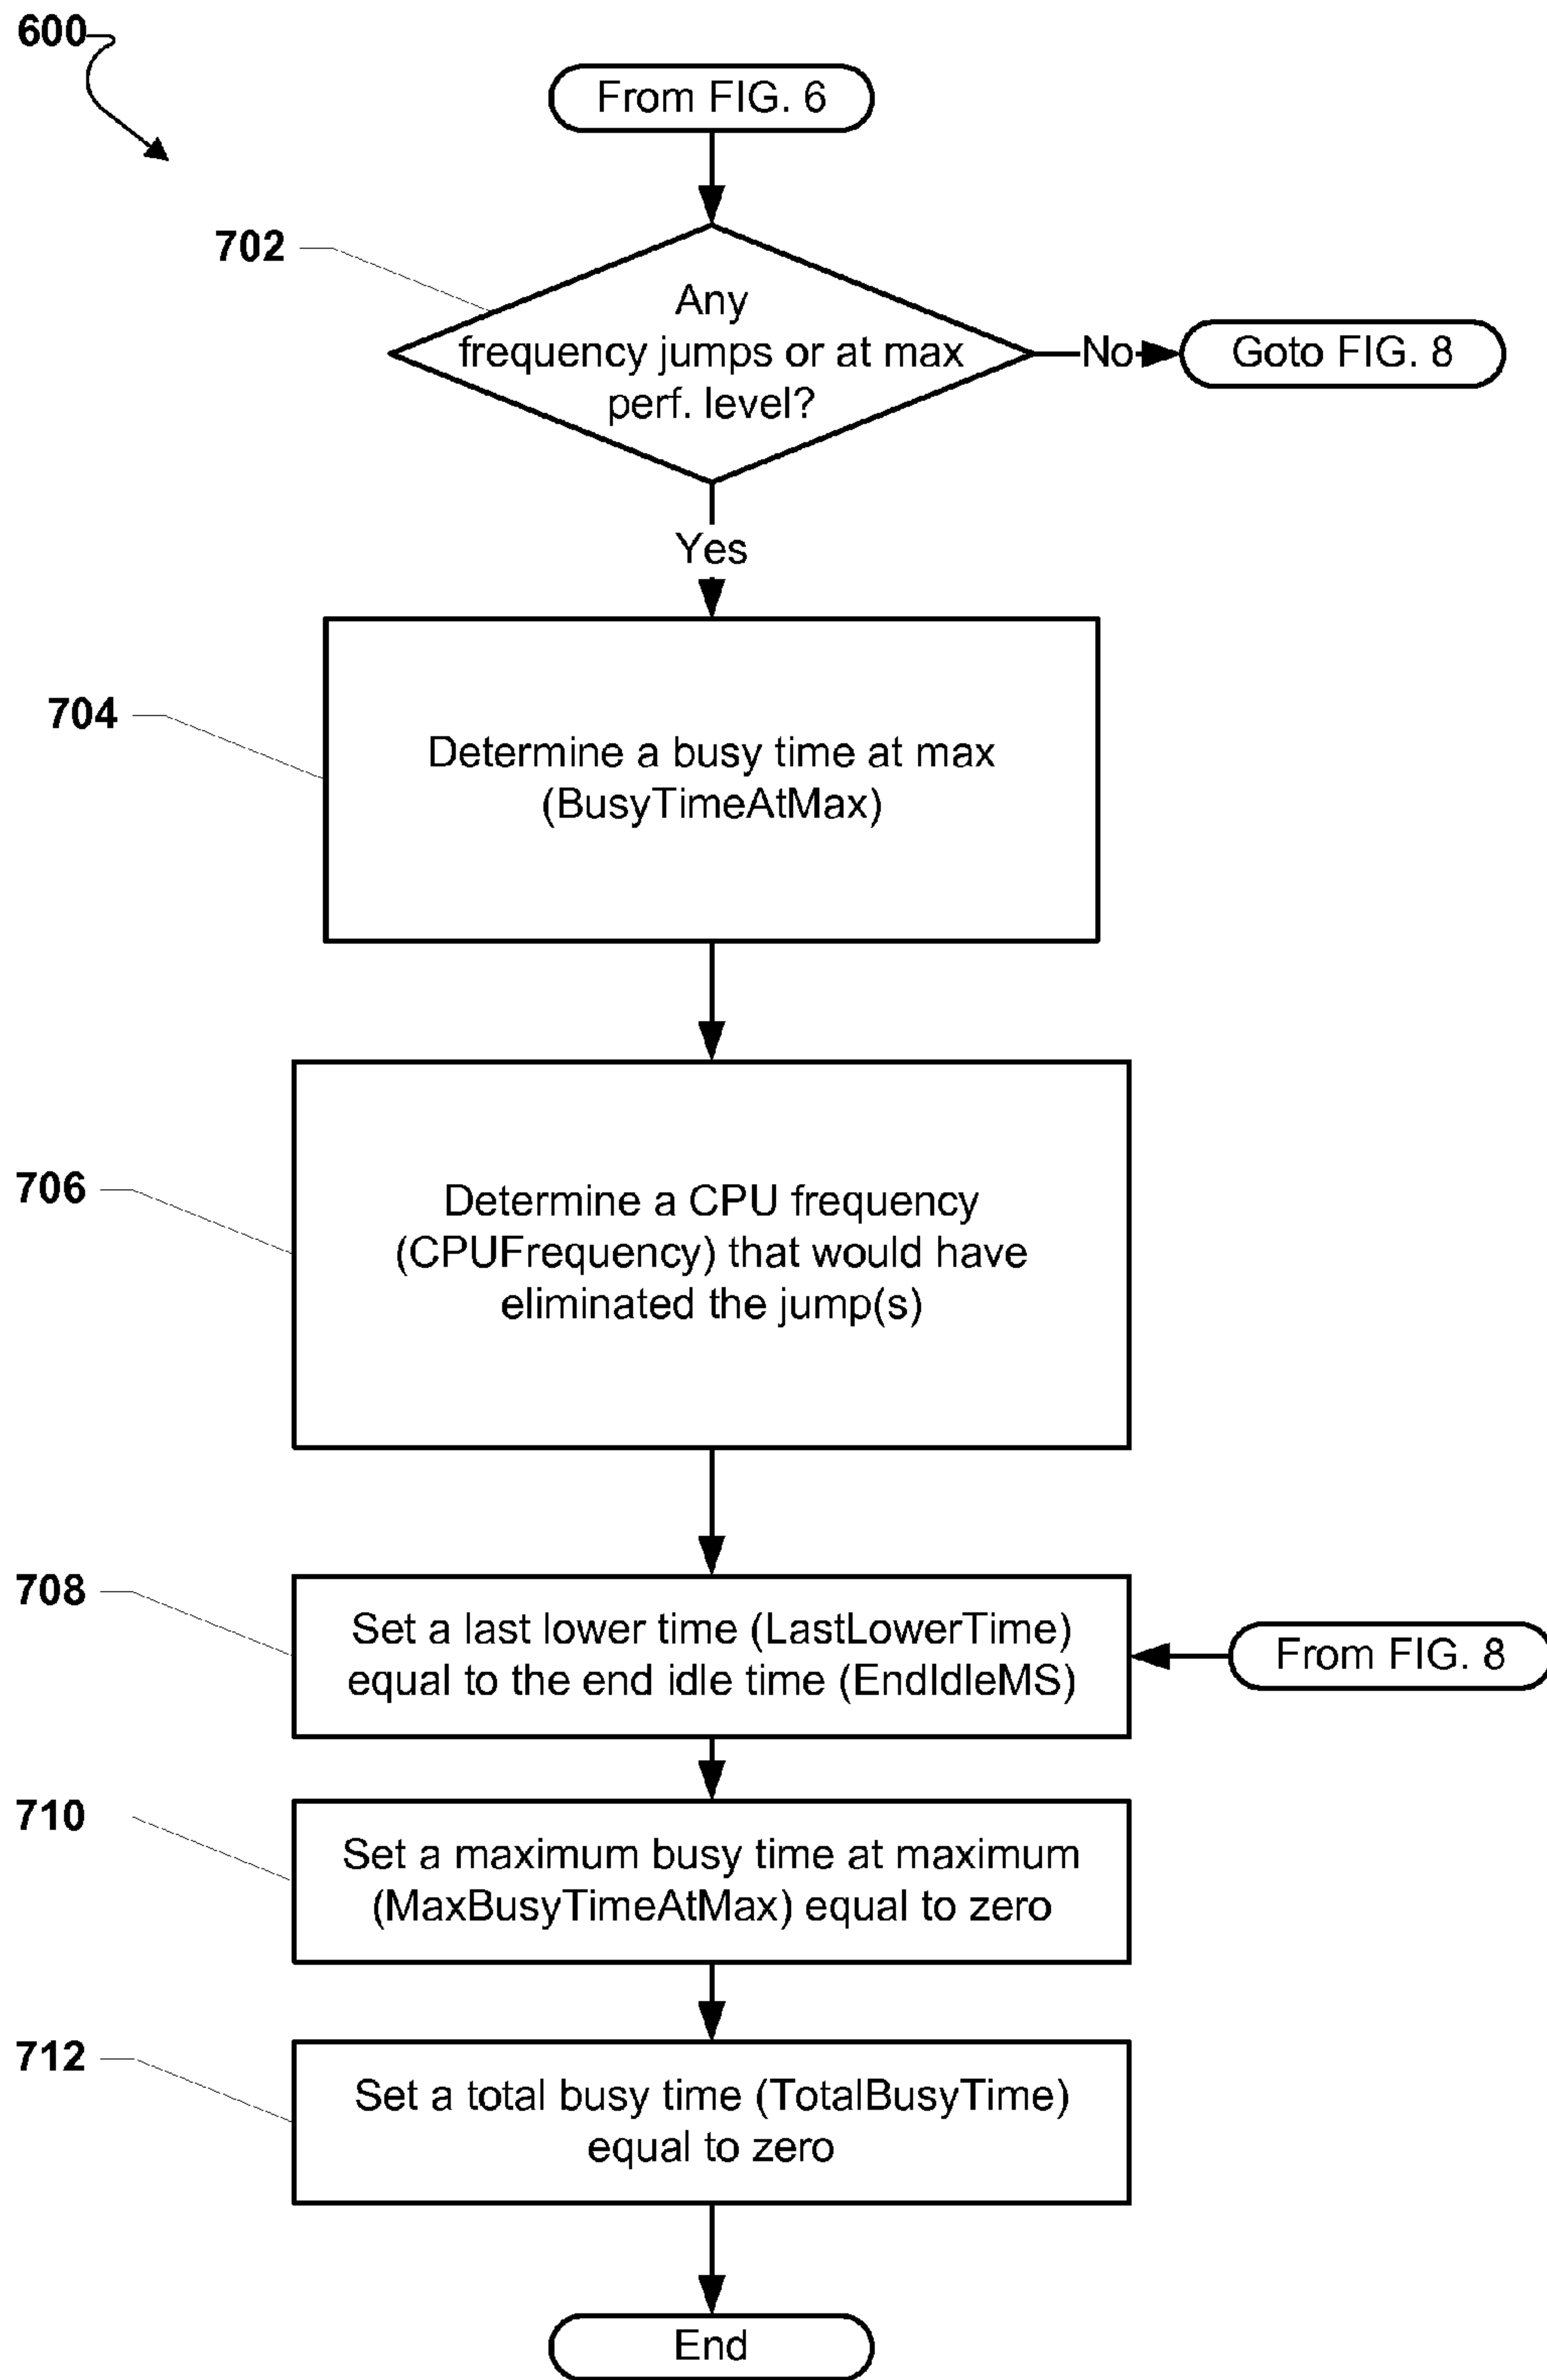 600
From FIG. 6
702
Any
frequency jumps or at max
perf. level?
No
Goto FIG. 8
Yes
704
Determine a busy time at max
(BusyTimeAtMax)
706
Determine a CPU frequency
(CPUFrequency) that would have
eliminated the jump(s)
708
Set a last lower time (LastLowerTime)
equal to the end idle time (EndIdleMS)
From FIG. 8
710
Set a maximum busy time at maximum
(MaxBusyTimeAtMax) equal to zero
712
Set a total busy time (TotalBusyTime)
equal to zero
End